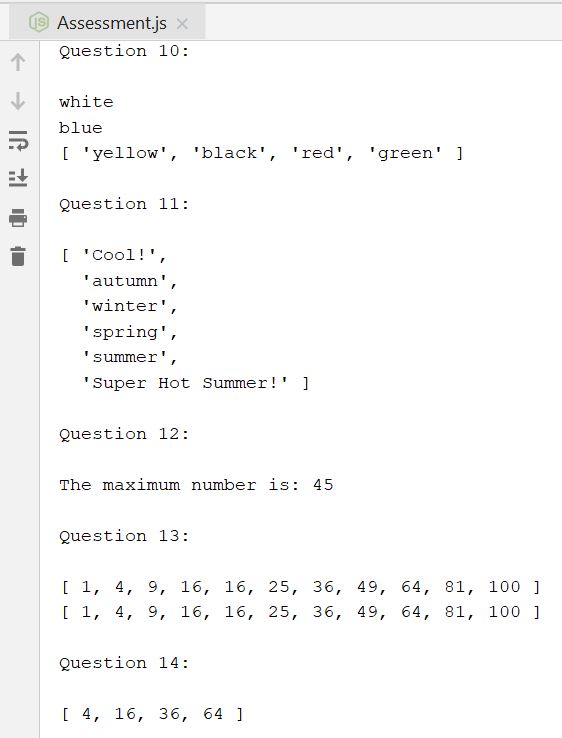 Assessment.js
Question 10:
white
blue
[ 'yellow', 'black', 'red', 'green' ]
Question 11:
[ 'Cool!',
'autumn',
'winter',
'spring',
'summer',
'Super Hot Summer!' ]
Question 12:
The maximum number is: 45
Question 13:
[ 1, 4, 9, 16, 16, 25, 36, 49, 64, 81, 100 ]
[ 1, 4, 9, 16, 16, 25, 36, 49, 64, 81, 100 ]
Question 14:
[ 4, 16, 36, 64 ]